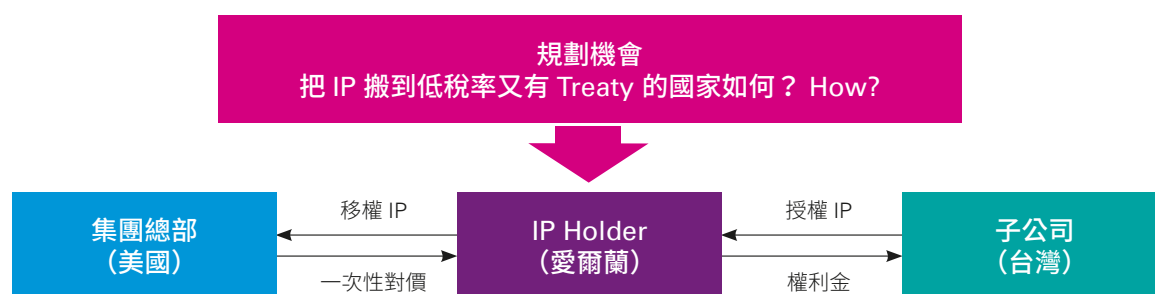 規劃機會
把 IP 搬到低稅率又有 Treaty 的國家如何？ How?
集團總部
（美國）
移權 IP
一次性對價
IP Holder
（愛爾蘭）
授權 IP
權利金
子公司
（台灣）